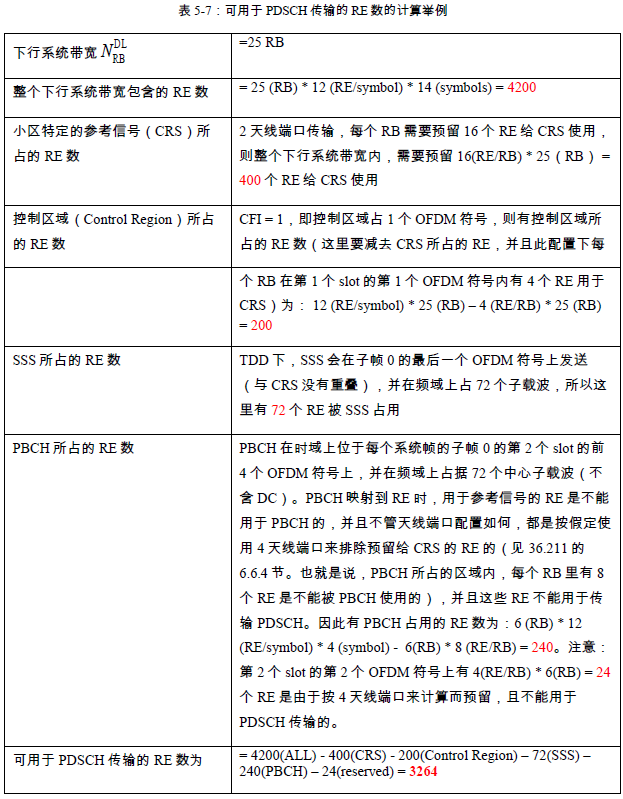 表 5-7：可用于 PDSCH 传输的 RE 数的计算举例
下行系统带宽 N_RB^DL
=25 RB
整个下行系统带宽包含的 RE 数
= 25 (RB) * 12 (RE/symbol) * 14 (symbols) = 4200
小区特定的参考信号（CRS）所
占的 RE 数
2 天线端口传输，每个 RB 需要预留 16 个 RE 给 CRS 使用，
则整个下行系统带宽内，需要预留 16(RE/RB) * 25（RB） =
400 个 RE 给 CRS 使用
控制区域（Control Region）所占
的 RE 数
CFI = 1，即控制区域占 1 个 OFDM 符号，则有控制区域所
占的 RE 数（这里要减去 CRS 所占的 RE，并且此配置下每
个 RB 在第 1 个 slot 的第 1 个 OFDM 符号内有 4 个 RE 用于
CRS）为： 12 (RE/symbol) * 25 (RB) – 4 (RE/RB) * 25 (RB)
= 200
SSS 所占的 RE 数
TDD 下，SSS 会在子帧 0 的最后一个 OFDM 符号上发送
（与 CRS 没有重叠），并在频域上占 72 个子载波，所以这
里有 72 个 RE 被 SSS 占用
PBCH 所占的 RE 数
PBCH 在时域上位于每个系统帧的子帧 0 的第 2 个 slot 的前
4 个 OFDM 符号上，并在频域上占据 72 个中心子载波（不
含 DC）。PBCH 映射到 RE 时，用于参考信号的 RE 是不能
用于 PBCH 的，并且不管天线端口配置如何，都是按假定使
用 4 天线端口来排除预留给 CRS 的 RE 的（见 36.211 的
6.6.4 节。也就是说，PBCH 所占的区域内，每个 RB 里有 8
个 RE 是不能被 PBCH 使用的），并且这些 RE 不能用于传
输 PDSCH。因此有 PBCH 占用的 RE 数为：6 (RB) * 12
(RE/symbol) * 4 (symbol) - 6(RB) * 8 (RE/RB) = 240。注意：
第 2 个 slot 的第 2 个 OFDM 符号上有 4(RE/RB) * 6(RB) = 24
个 RE 是由于按 4 天线端口来计算而预留，且不能用于
PDSCH 传输的。
可用于 PDSCH 传输的 RE 数为
= 4200(ALL) - 400(CRS) - 200(Control Region) – 72(SSS) –
240(PBCH) – 24(reserved) = 3264